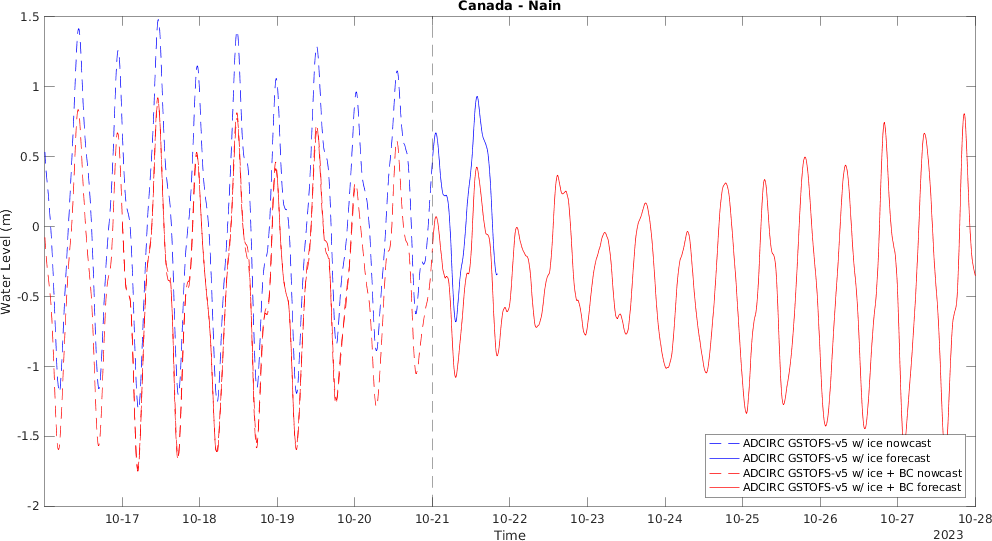 Canada - Nain
Water Level (m)
1.5
1
0.5
0
-0.5
-1
-1.5
-2
ADCIRC GSTOFS-v5 w/ ice nowcast
ADCIRC GSTOFS-v5 w/ ice forecast
ADCIRC GSTOFS-v5 w/ ice + BC nowcast
ADCIRC GSTOFS-v5 w/ ice + BC forecast
10-17 10-18 10-19 10-20 10-21 10-22 10-23 10-24 10-25 10-26 10-27 10-28
Time
2023